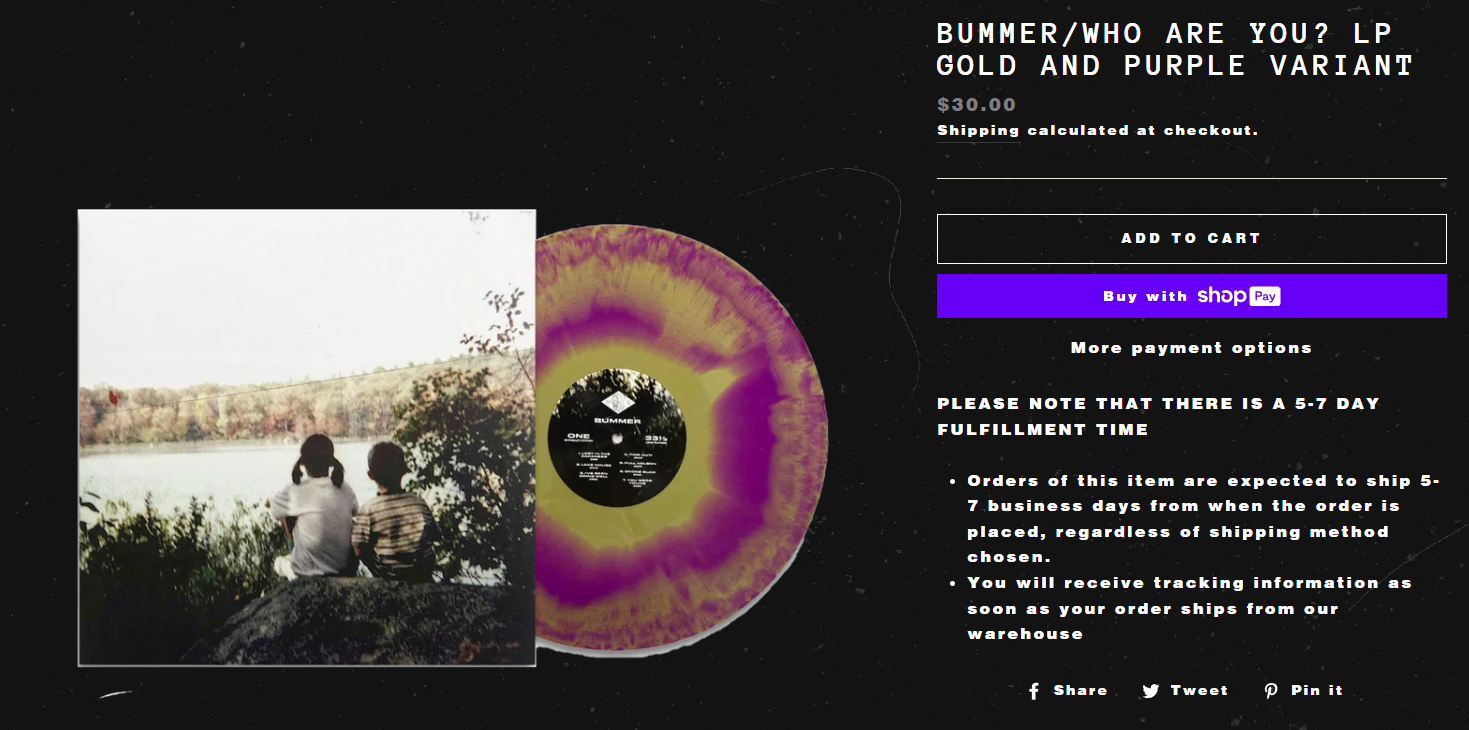 BUMMER/WHO ARE YOU? LP
GOLD AND PURPLE VARIANT
$30.00
Shipping calculated at checkout.
ADD TO CART
Buy with shop Pay
More payment options
PLEASE NOTE THAT THERE IS A 5-7 DAY
FULFILLMENT TIME
• Orders of this item are expected to ship 5-
7 business days from when the order is
placed, regardless of shipping method
chosen.
• You will receive tracking information as
soon as your order ships from our
warehouse
Share Tweet Pin it
BUMMER
ONE 33⅓